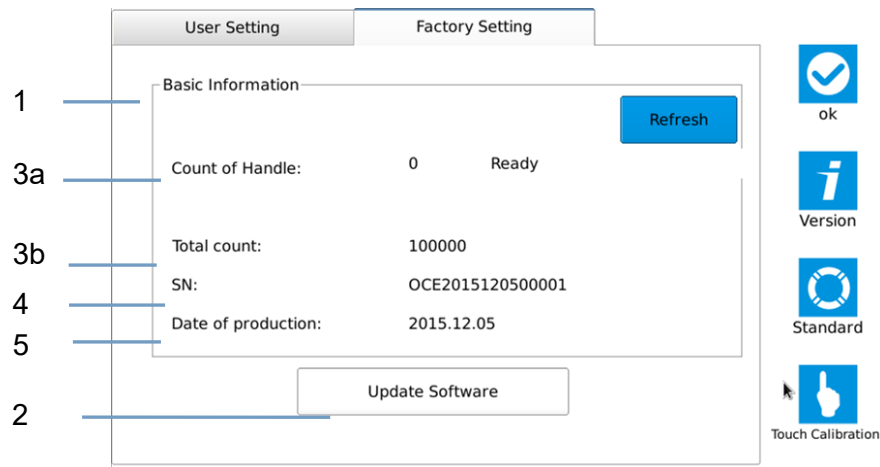 User Setting Factory Setting
1 Basic Information
Refresh
ok
3a Count of Handle: 0 Ready
Version
3b Total count: 100000
4 SN: OCE2015120500001
5 Date of production: 2015.12.05
Standard
2 Update Software
Touch Calibration